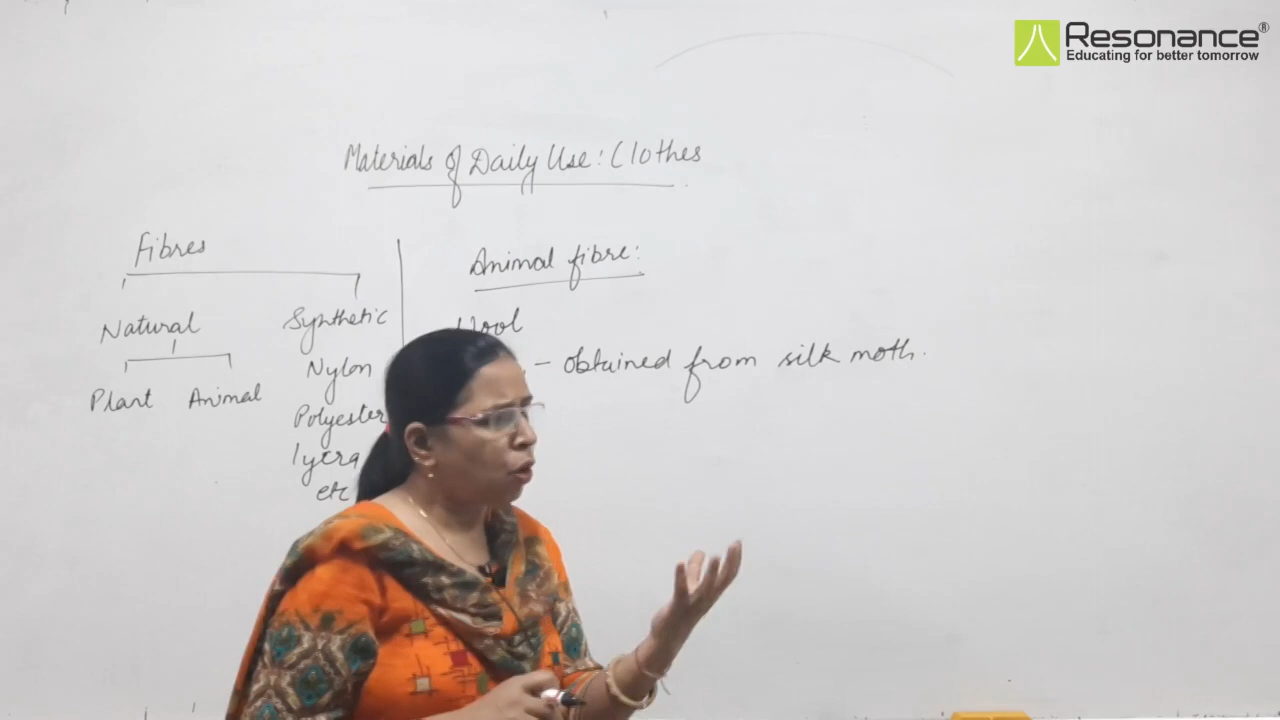 Resonance®
Educating for better tomorrow
Materials of Daily Use: Clothes
Fibres
Natural Synthetic
Plant Animal
Nylon
Polyester
lycra
etc
Animal fibre:
- obtained from silk moth.